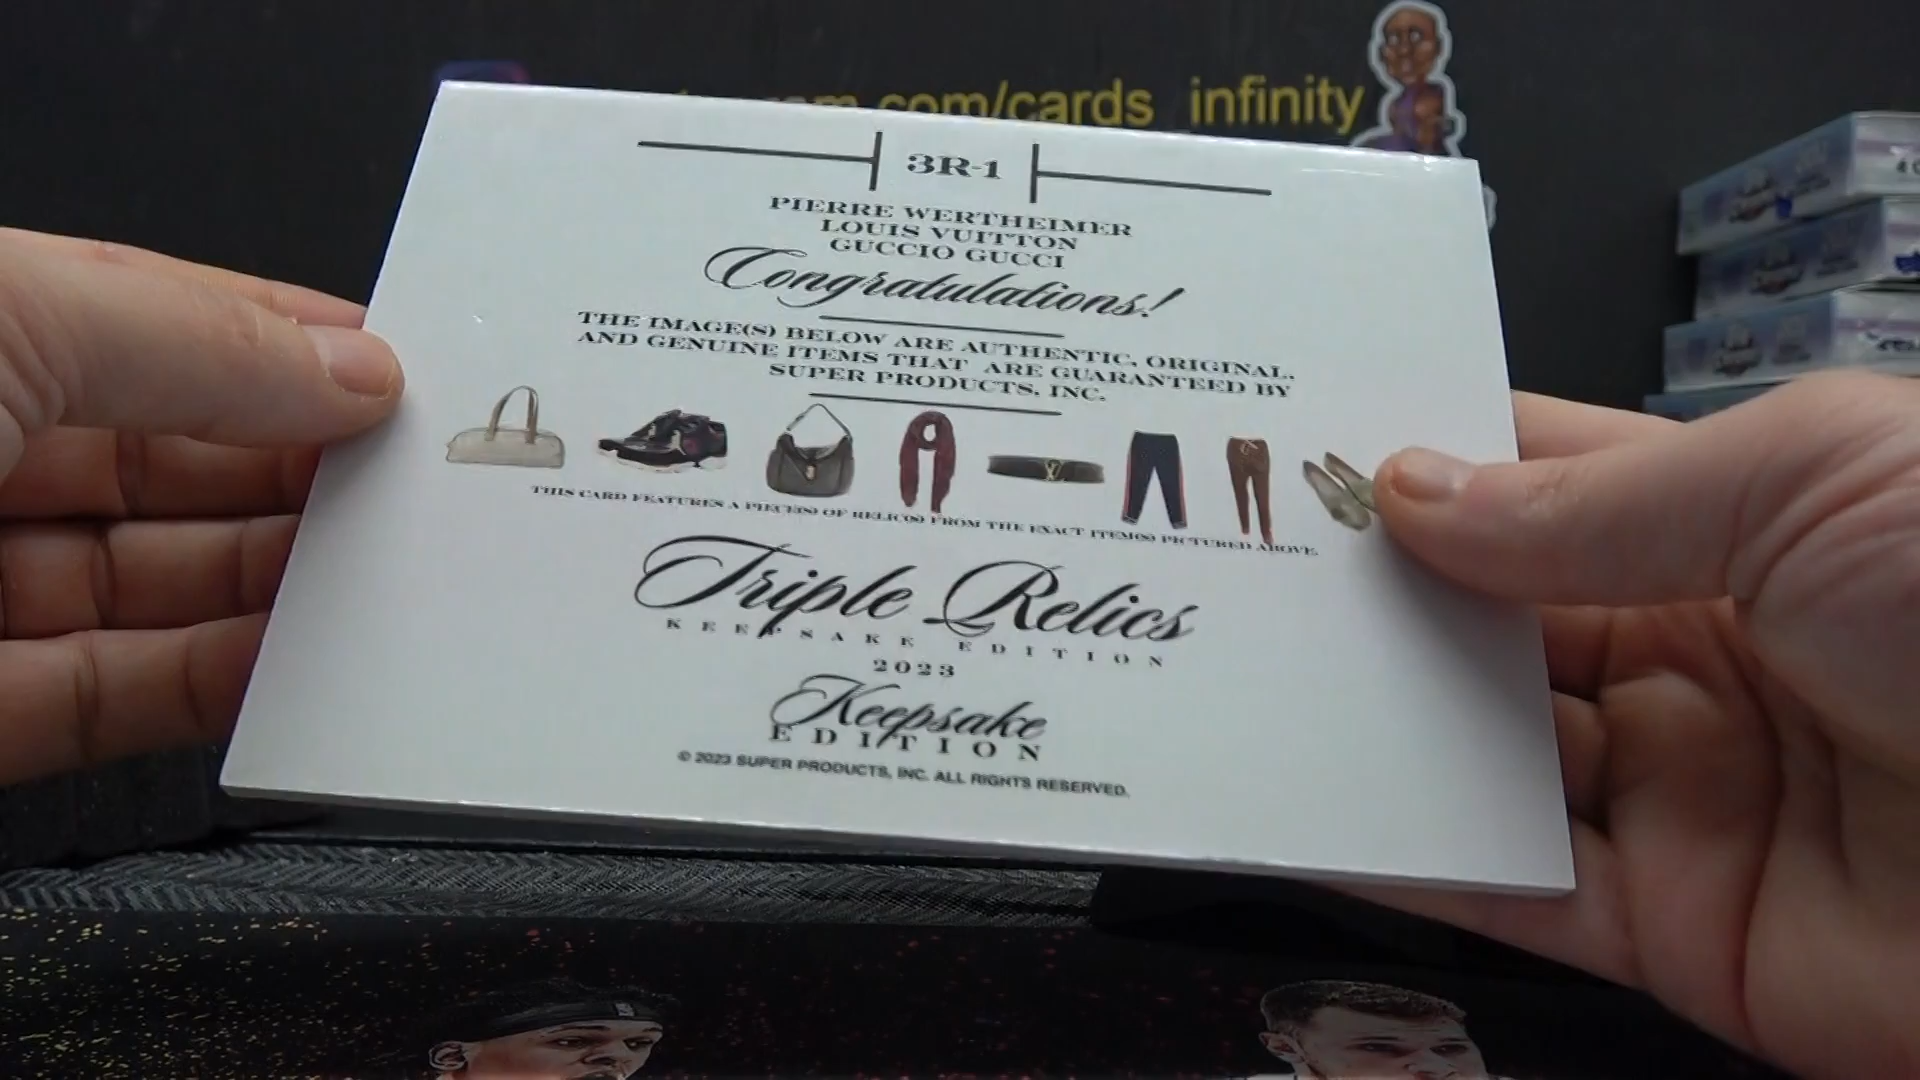 .com/cards_infinity
3R-1
PIERRE WERTHEIMER
LOUIS VUITTON
GUCCIO GUCCI
Congratulations!
THE IMAGE(S) BELOW ARE AUTHENTIC, ORIGINAL,
AND GENUINE ITEMS THAT ARE GUARANTEED BY
SUPER PRODUCTS, INC.
THIS CARD FEATURES A PIECE(S) OF RELIC(S) FROM THE EXACT ITEM(S) PICTURED ABOVE.
Triple Relics
KEEPSAKE EDITION
2023
Keepsake
EDITION
© 2023 SUPER PRODUCTS, INC. ALL RIGHTS RESERVED.